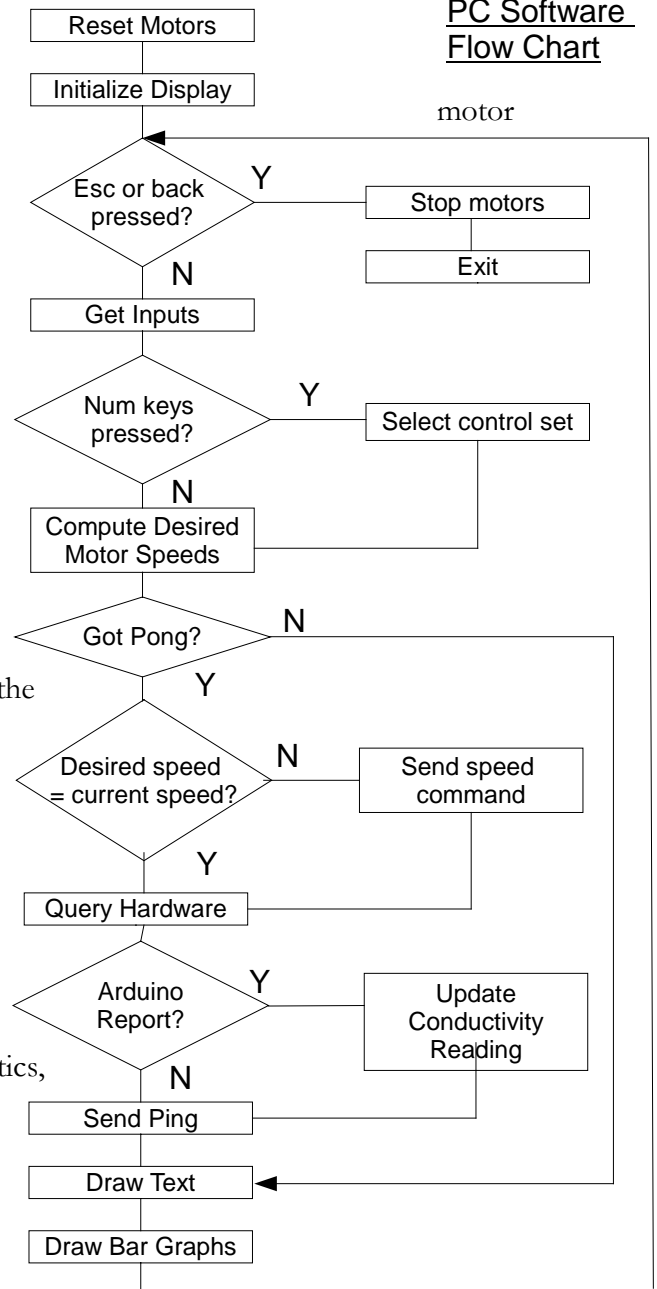 PC Software
Flow Chart
Reset Motors
Initialize Display
motor
Esc or back
pressed?
Y
Stop motors
Exit
N
Get Inputs
Num keys
pressed?
Y
Select control set
N
Compute Desired
Motor Speeds
Got Pong?
N
Y
the
Desired speed
= current speed?
N
Send speed
command
Y
Query Hardware
Arduino
Report?
Y
Update
Conductivity
Reading
tics,
N
Send Ping
Draw Text
Draw Bar Graphs